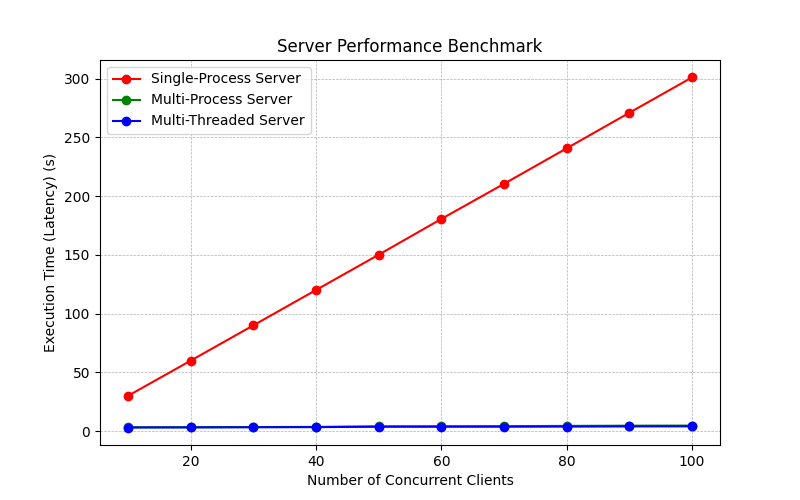 Server Performance Benchmark
Single-Process Server
Multi-Process Server
Multi-Threaded Server
Execution Time (Latency) (s)
300
250
200
150
100
50
0
20 40 60 80 100
Number of Concurrent Clients